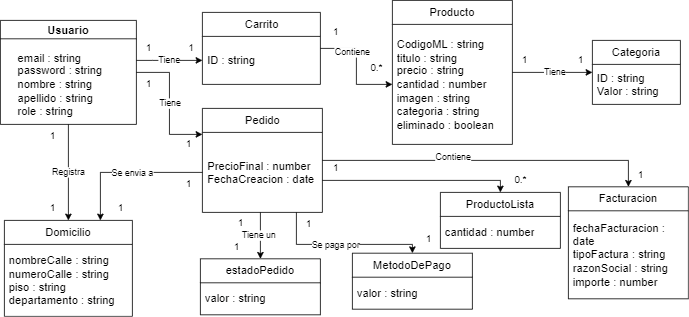 Usuario
email : string
password : string
nombre : string
apellido : string
role : string
1
Tiene
1
Carrito
ID : string
1
Contiene
0.*
Producto
CodigoML : string
titulo : string
precio : string
cantidad : number
imagen : string
categoria : string
eliminado : boolean
1
Tiene
1
Categoria
ID : string
Valor : string
1
Tiene
1
Pedido
PrecioFinal : number
FechaCreacion : date
1
Registra
1
Se envia a
1
1
Domicilio
nombreCalle : string
numeroCalle : string
piso : string
departamento : string
1
Tiene un
1
estadoPedido
valor : string
1
Se paga por
1
MetodoDePago
valor : string
1
0.*
ProductoLista
cantidad : number
1
Contiene
1
Facturacion
fechaFacturacion :
date
tipoFactura : string
razonSocial : string
importe : number